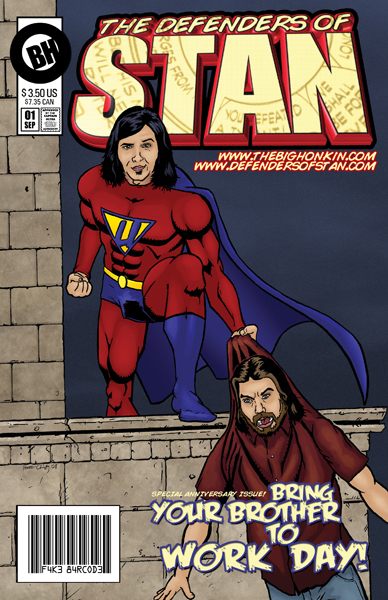 THE DEFENDERS OF
STAN
BH
$ 3.50 US
$ 7.35 CAN
01
SEP
WWW.THEBIGHONKIN.COM
WWW.DEFENDERSOFSTAN.COM
U
SPECIAL ANNIVERSARY ISSUE!
BRING
YOUR BROTHER
TO
WORK DAY!
F4K3 84RC0D3